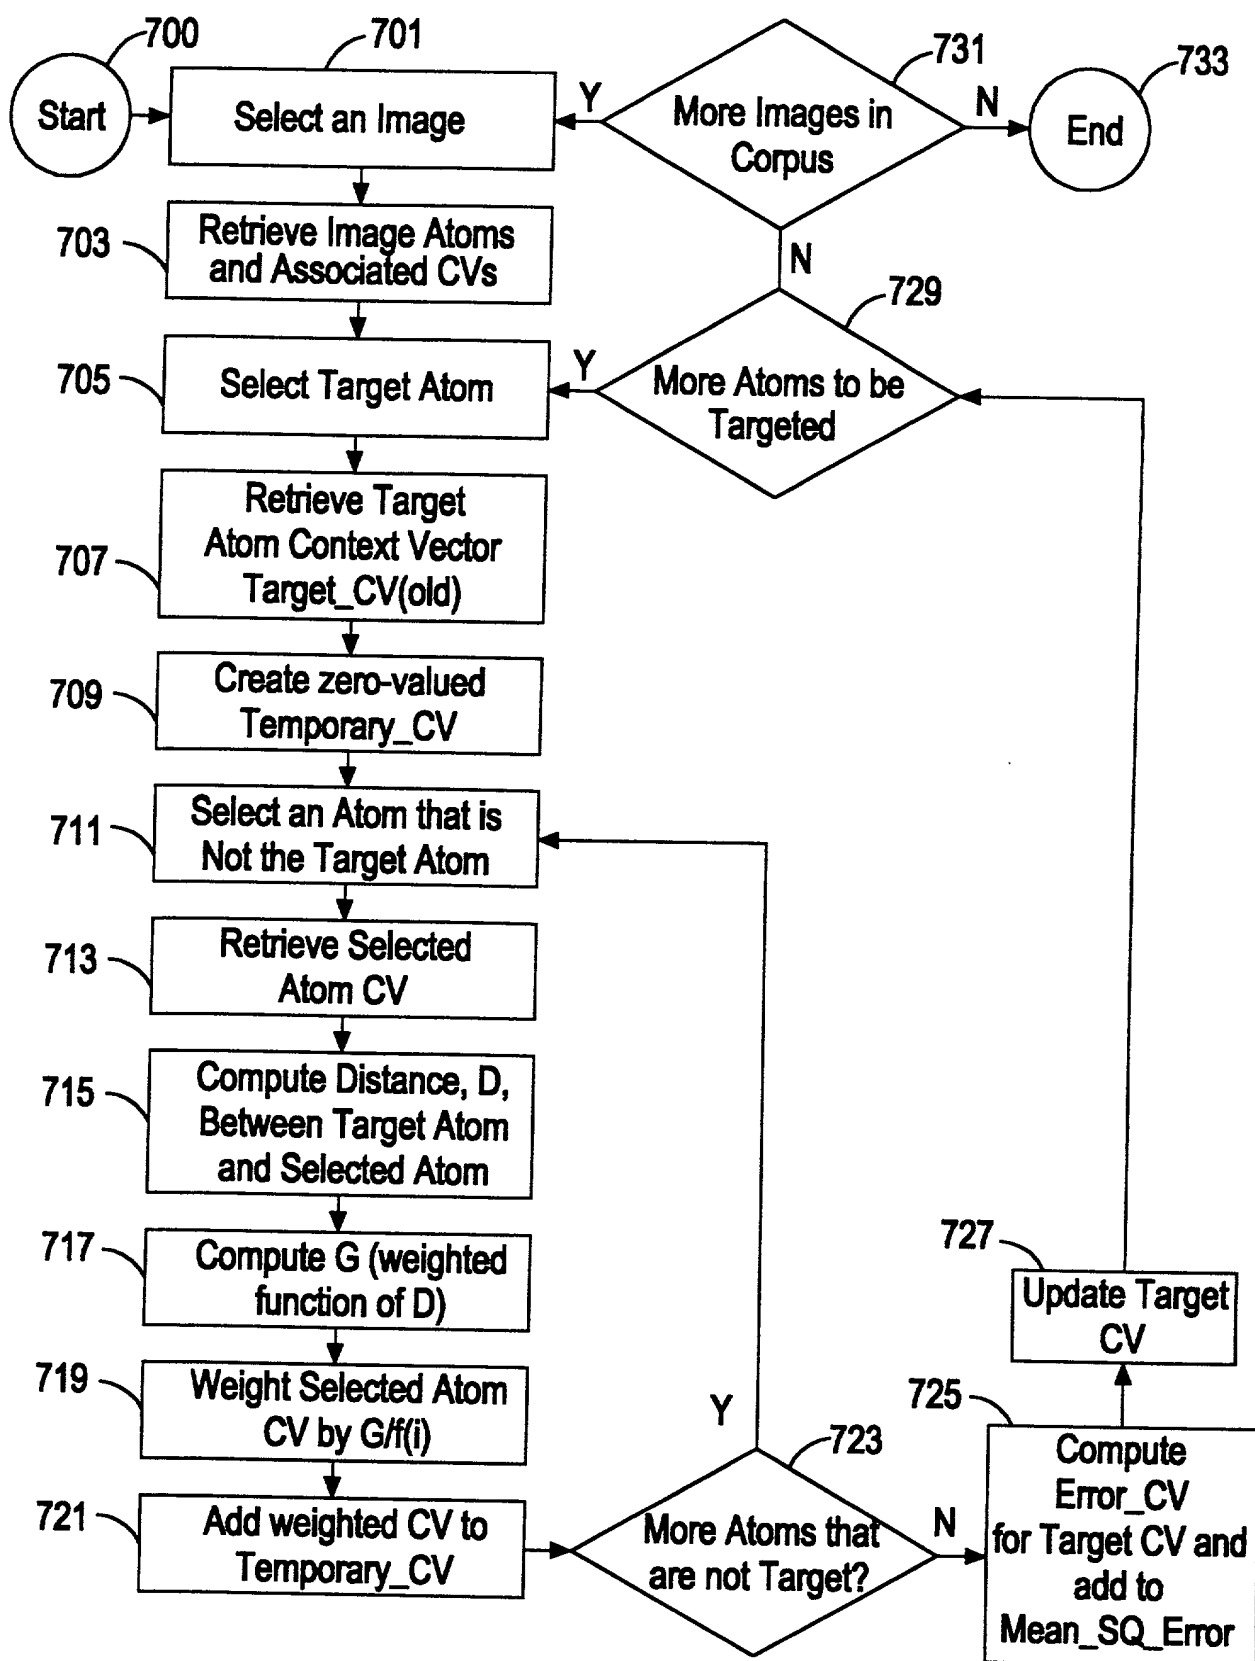 700
Start
701
Select an Image
Y
731
More Images in
Corpus
N
733
End
703
Retrieve Image Atoms
and Associated CVs
N
705
Select Target Atom
Y
729
More Atoms to be
Targeted
707
Retrieve Target
Atom Context Vector
Target_CV(old)
709
Create zero-valued
Temporary_CV
711
Select an Atom that is
Not the Target Atom
713
Retrieve Selected
Atom CV
715
Compute Distance, D,
Between Target Atom
and Selected Atom
717
Compute G (weighted
function of D)
719
Weight Selected Atom
CV by G/f(i)
721
Add weighted CV to
Temporary_CV
Y
723
More Atoms that
are not Target?
N
725
Compute
Error_CV
for Target CV and
add to
Mean_SQ_Error
727
Update Target
CV